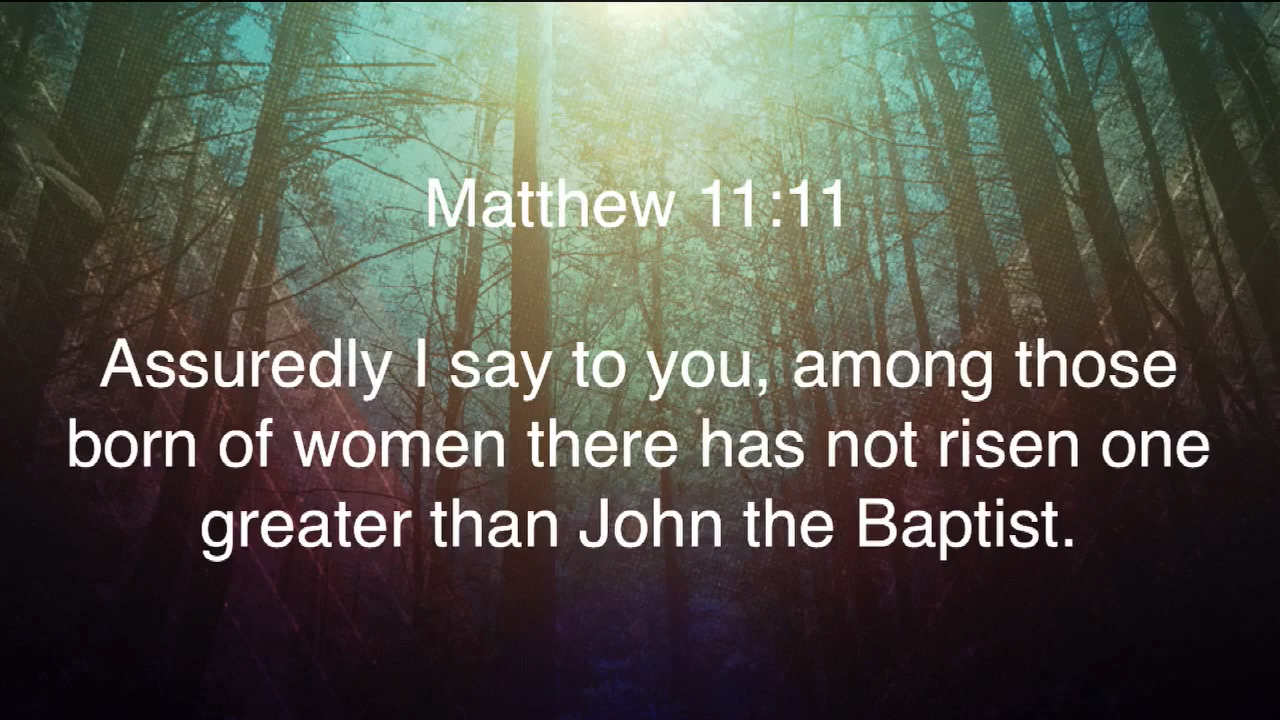 Matthew 11:11
Assuredly I say to you, among those
born of women there has not risen one
greater than John the Baptist.